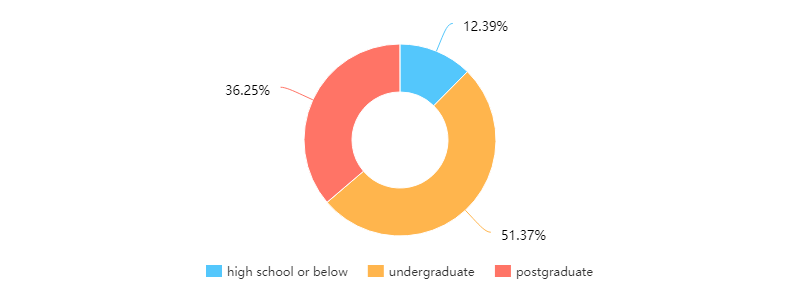 12.39%
36.25%
51.37%
high school or below undergraduate postgraduate